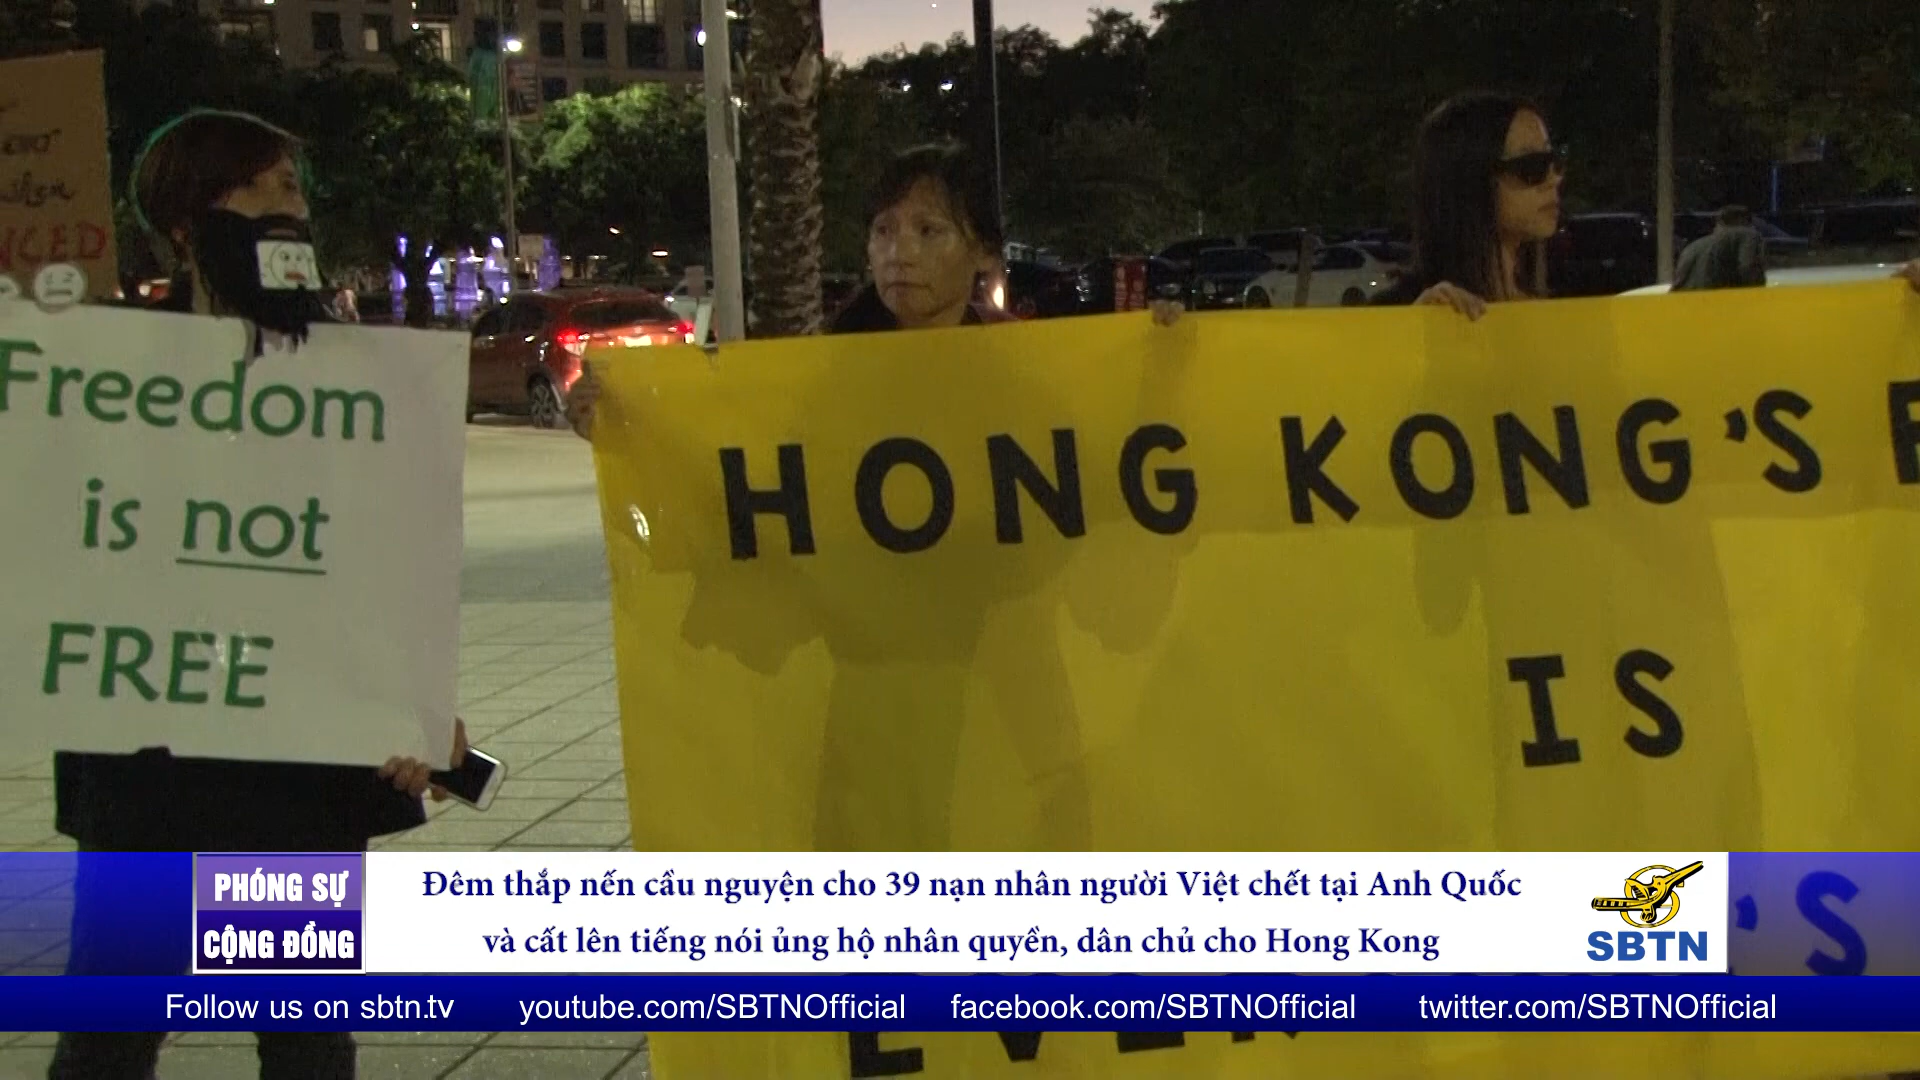 NCED
Freedom
is not
FREE
HONG KONG'S
IS
'S
PHÓNG SỰ
CỘNG ĐỒNG
Đêm thắp nến cầu nguyện cho 39 nạn nhân người Việt chết tại Anh Quốc
và cất lên tiếng nói ủng hộ nhân quyền, dân chủ cho Hong Kong
SBTN
Follow us on sbtn.tv youtube.com/SBTNOfficial facebook.com/SBTNOfficial twitter.com/SBTNOfficial